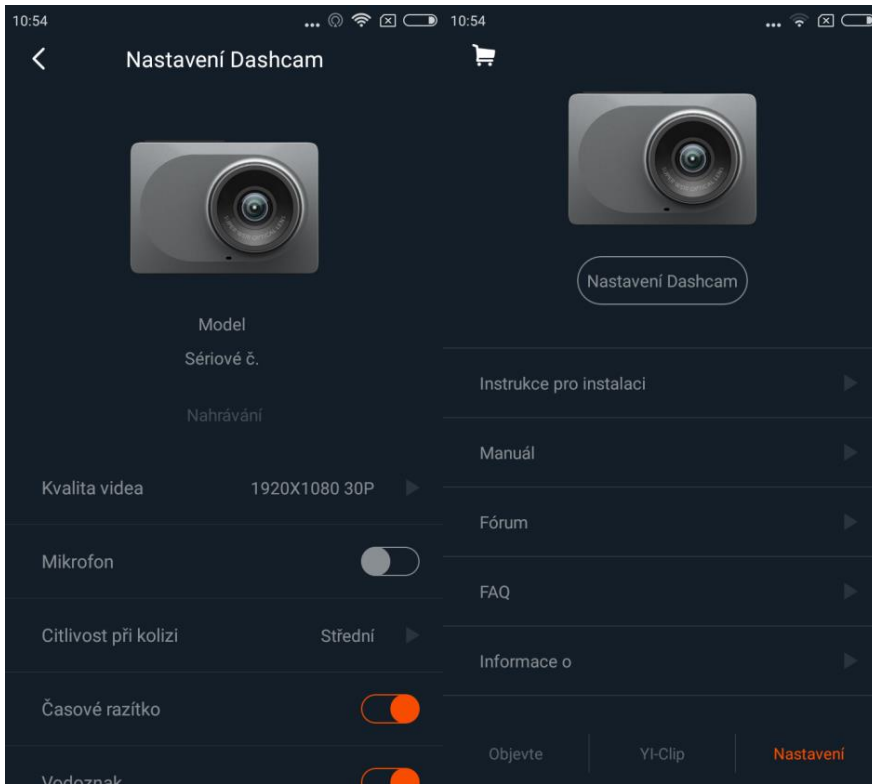 10:54
Nastavení Dashcam
Model
Sériové č.
Nahrávání
Kvalita videa 1920X1080 30P
Mikrofon
Citlivost při kolizi Střední
Časové razítko
Vodoznak
10:54
Nastavení Dashcam
Instrukce pro instalaci
Manuál
Fórum
FAQ
Informace o
Objevte YI-Clip Nastavení